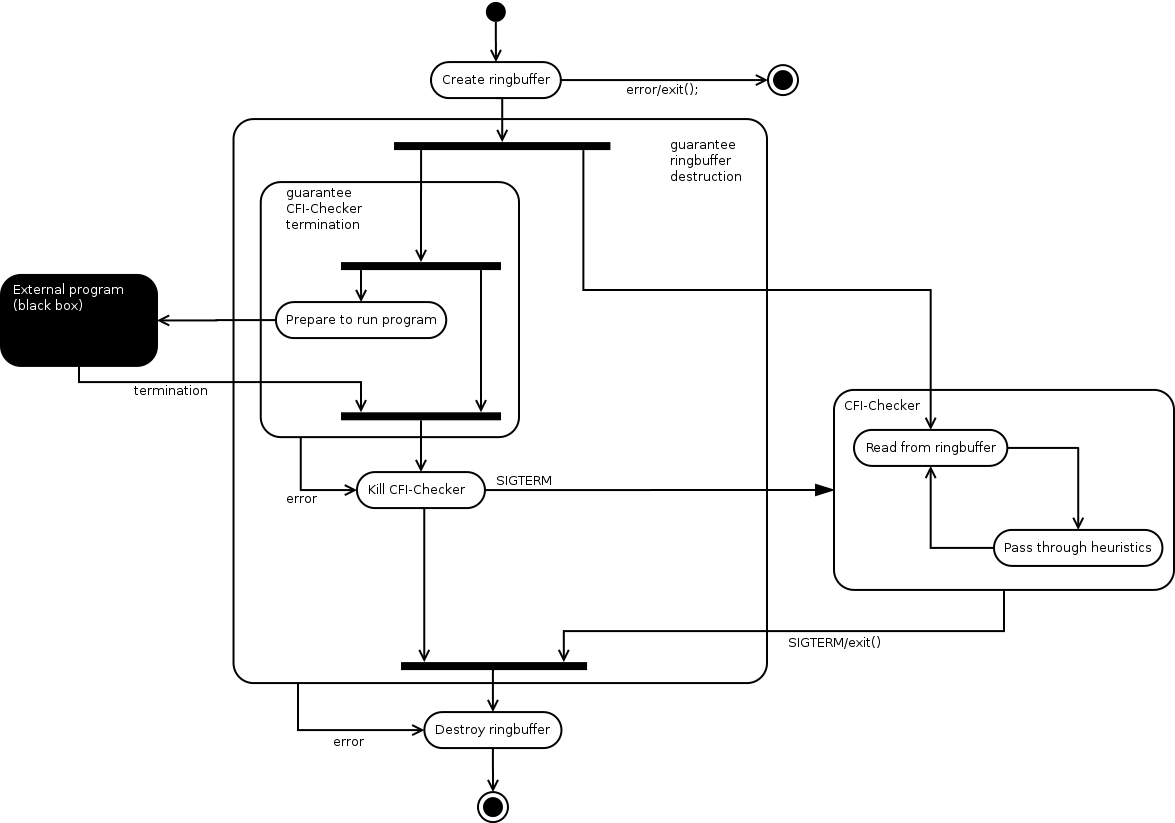 Create ringbuffer
error/exit();
guarantee
ringbuffer
destruction
guarantee
CFI-Checker
termination
External program
(black box)
Prepare to run program
termination
CFI-Checker
Read from ringbuffer
SIGTERM
Kill CFI-Checker
error
Pass through heuristics
SIGTERM/exit()
Destroy ringbuffer
error